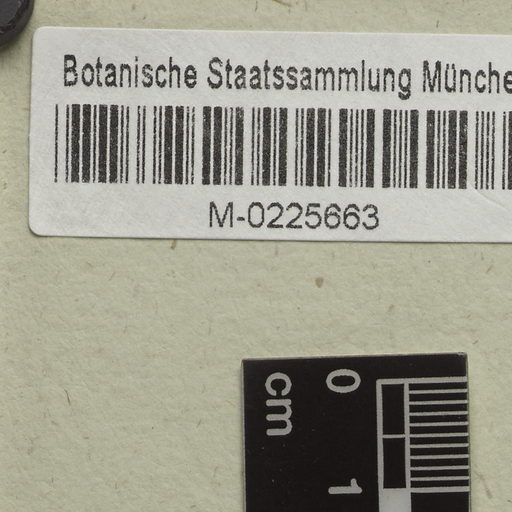 Botanische Staatssammlung Münche
M-0225663
cm
0
1